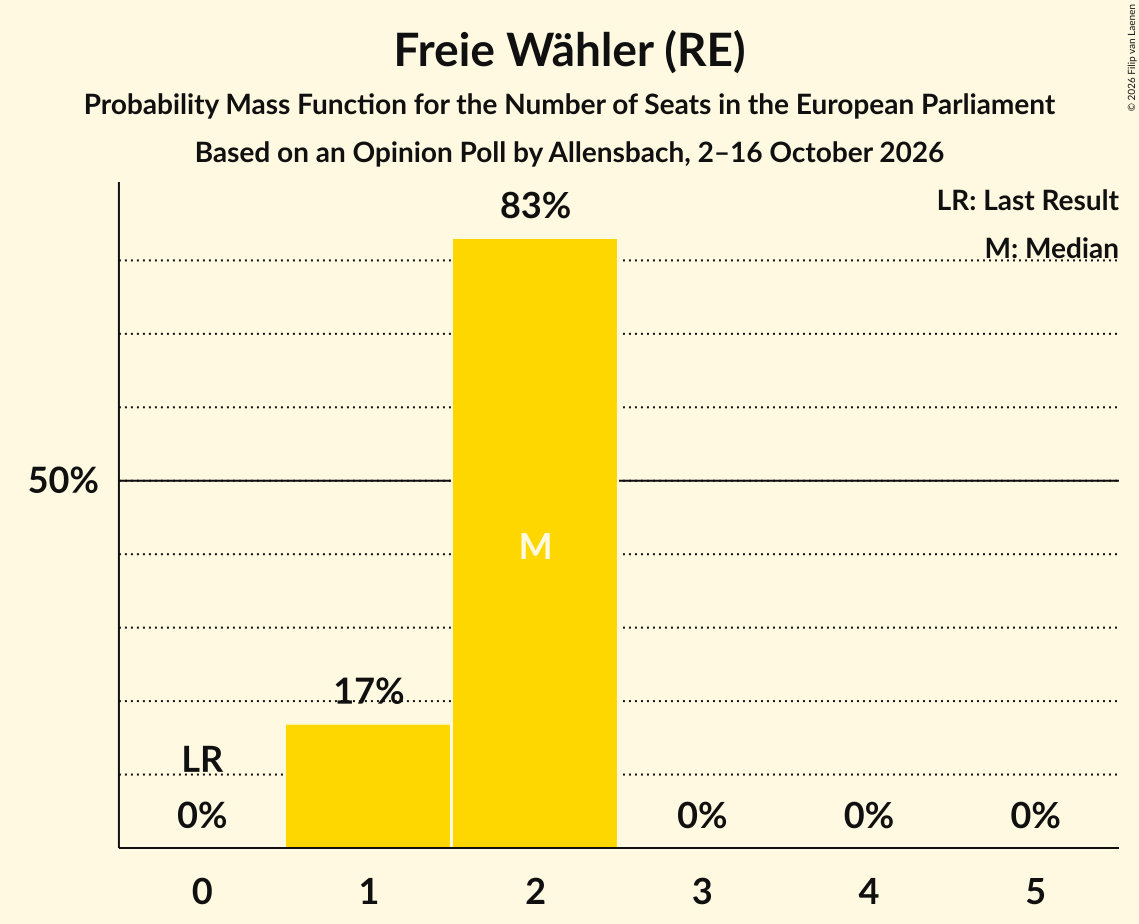 © 2026 Filip van Laenen
Freie Wähler (RE)
Probability Mass Function for the Number of Seats in the European Parliament
Based on an Opinion Poll by Allensbach, 2–16 October 2026
LR: Last Result
M: Median
83%
50%
M
17%
LR
0%
0%
0%
0%
0
1
2
3
4
5